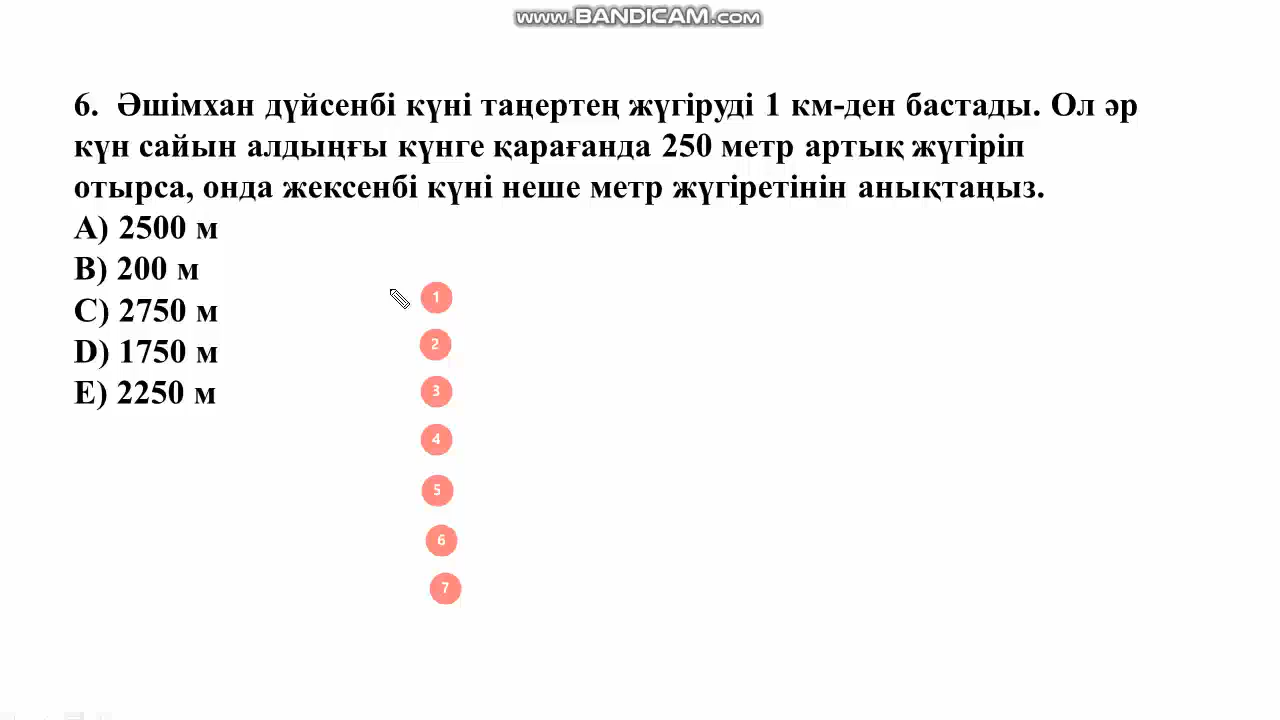 www.BANDICAM.com
6. Әшімхан дүйсенбі күні таңертең жүгіруді 1 км-ден бастады. Ол әр
күн сайын алдыңғы күнге қарағанда 250 метр артық жүгіріп
отырса, онда жексенбі күні неше метр жүгіретінін анықтаңыз.
A) 2500 м
B) 200 м
C) 2750 м
D) 1750 м
E) 2250 м
1
2
3
4
5
6
7